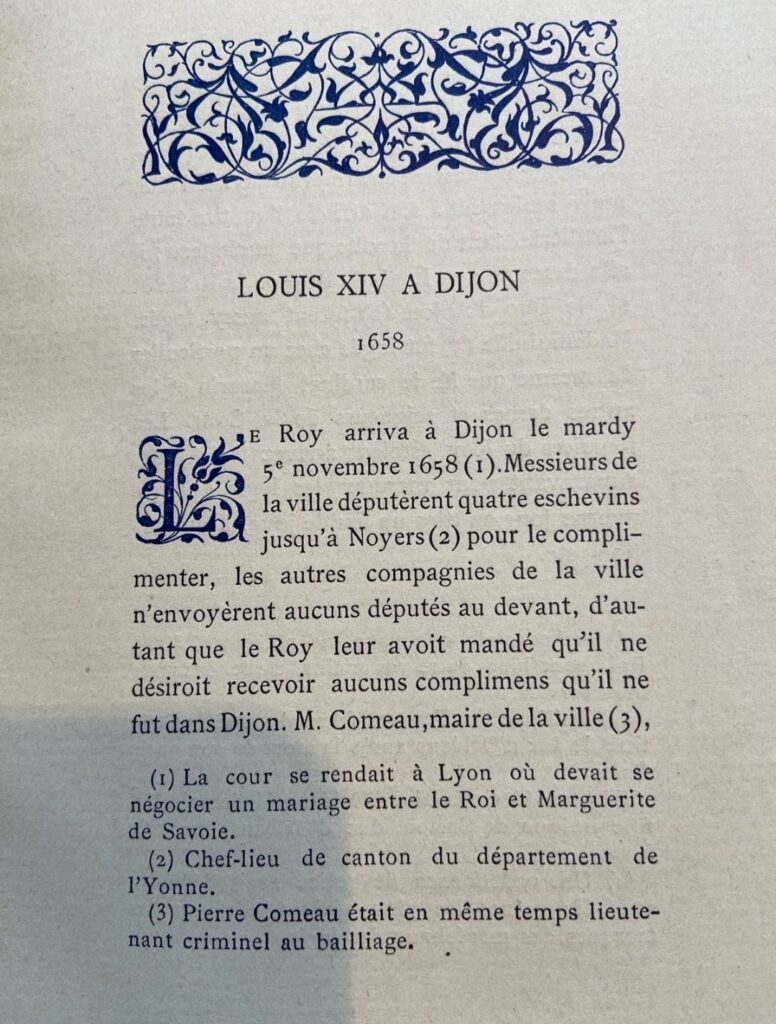 LOUIS XIV A DIJON
1658
LE Roy arriva à Dijon le mardy
5e novembre 1658 (1). Messieurs de
la ville députèrent quatre eschevins
jusqu'à Noyers (2) pour le compli-
menter, les autres compagnies de la ville
n'envoyèrent aucuns députés au devant, d'au-
tant que le Roy leur avoit mandé qu'il ne
désiroit recevoir aucuns complimens qu'il ne
fut dans Dijon. M. Comeau, maire de la ville (3),
(1) La cour se rendait à Lyon où devait se
négocier un mariage entre le Roi et Marguerite
de Savoie.
(2) Chef-lieu de canton du département de
l'Yonne.
(3) Pierre Comeau était en même temps lieute-
nant criminel au bailliage.